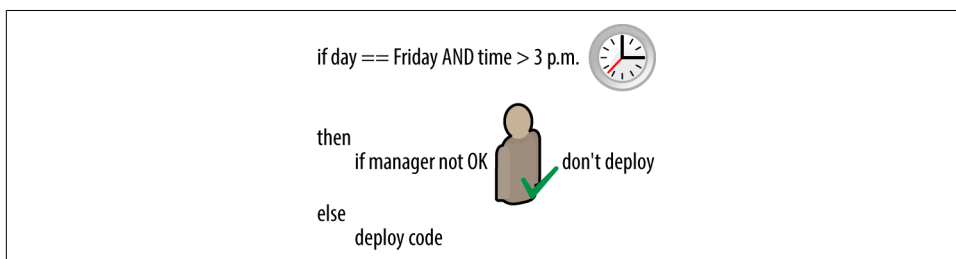 if day == Friday AND time > 3 p.m.
then
if manager not OK don't deploy
else
deploy code